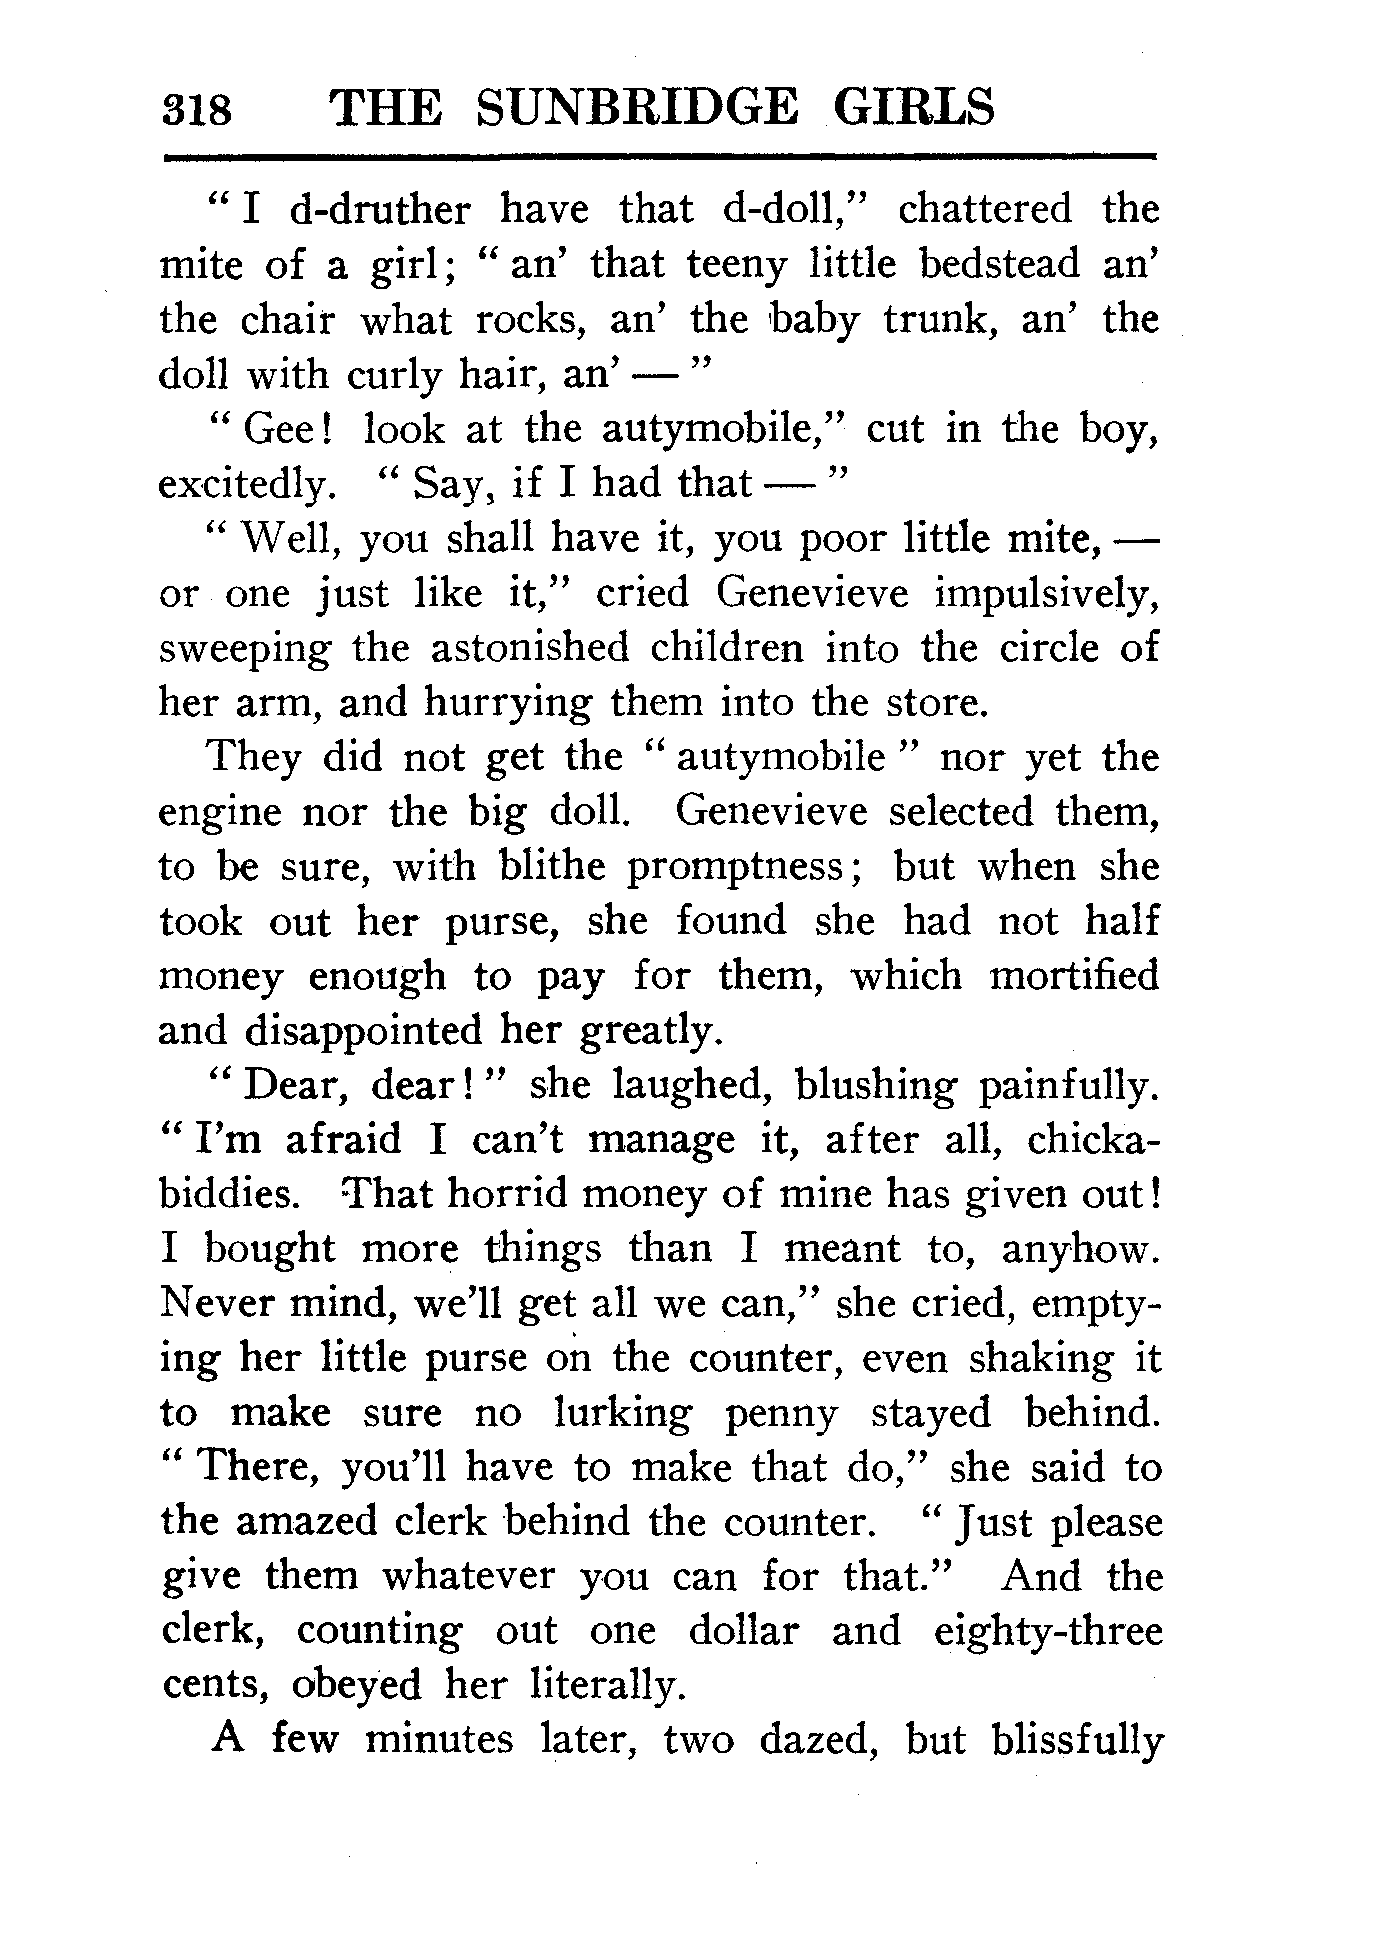 318 THE SUNBRIDGE GIRLS
“ I d-druther have that d-doll,” chattered the
mite of a girl; “ an’ that teeny little bedstead an’
the chair what rocks, an’ the baby trunk, an’ the
doll with curly hair, an’ — ”
“ Gee! look at the autymobile,” cut in the boy,
excitedly. “ Say, if I had that — ”
“ Well, you shall have it, you poor little mite, —
or one just like it,” cried Genevieve impulsively,
sweeping the astonished children into the circle of
her arm, and hurrying them into the store.
They did not get the “ autymobile ” nor yet the
engine nor the big doll. Genevieve selected them,
to be sure, with blithe promptness; but when she
took out her purse, she found she had not half
money enough to pay for them, which mortified
and disappointed her greatly.
“ Dear, dear! ” she laughed, blushing painfully.
“ I’m afraid I can’t manage it, after all, chicka-
biddies. That horrid money of mine has given out!
I bought more things than I meant to, anyhow.
Never mind, we’ll get all we can,” she cried, empty-
ing her little purse on the counter, even shaking it
to make sure no lurking penny stayed behind.
“ There, you’ll have to make that do,” she said to
the amazed clerk behind the counter. “ Just please
give them whatever you can for that.” And the
clerk, counting out one dollar and eighty-three
cents, obeyed her literally.
A few minutes later, two dazed, but blissfully